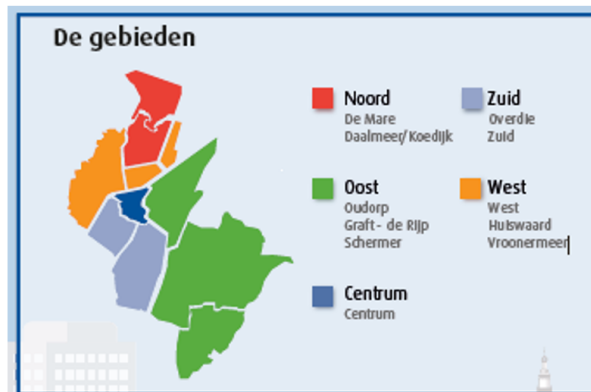 De gebieden
Noord
De Mare
Daalmeer/Koedijk
Zuid
Overdie
Zuid
Oost
Oudorp
Graft- de Rijp
Schermer
West
West
Huiswaard
Vroonermeer
Centrum
Centrum